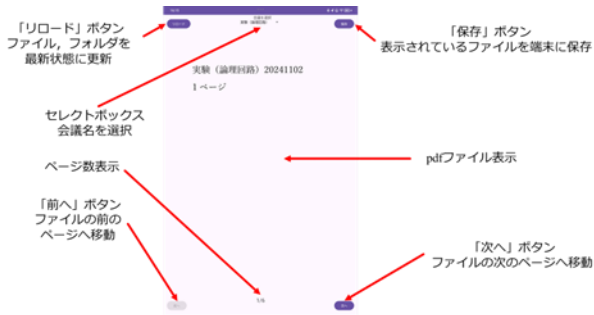 「リロード」ボタン
ファイル，フォルダを
最新状態に更新
「保存」ボタン
表示されているファイルを端末に保存
実験（論理回路）20241102
1 ページ
セレクトボックス
会議名を選択
ページ数表示
pdfファイル表示
「前へ」ボタン
ファイルの前の
ページへ移動
「次へ」ボタン
ファイルの次のページへ移動
1/6